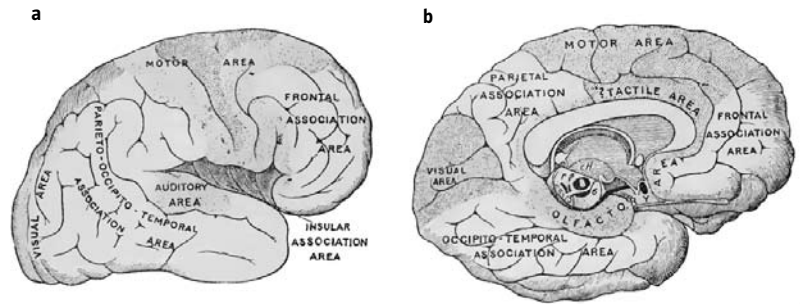 a
MOTOR AREA
FRONTAL
ASSOCIATION
AREA
PARIETO-OCCIPITO-TEMPORAL
ASSOCIATION
AREA
AUDITORY
AREA
VISUAL AREA
INSULAR
ASSOCIATION
AREA
b
MOTOR AREA
PARIETAL
ASSOCIATION
AREA
??TACTILE AREA
FRONTAL
ASSOCIATION
AREA
VISUAL
AREA
OLFACTO
AREA
OCCIPITO-TEMPORAL
ASSOCIATION AREA